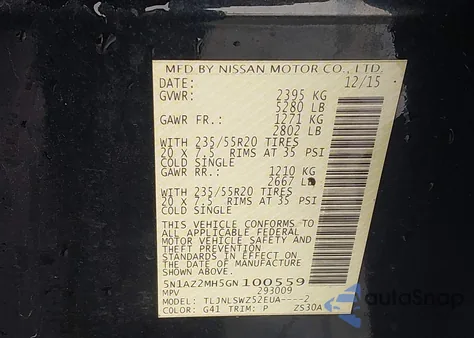 MFD BY NISSAN MOTOR CO., LTD.
DATE: 12/15
GVWR: 2395 KG
5280 LB
GAWR FR.: 1271 KG
2802 LB
WITH 235/55R20 TIRES
20 x 7.5 RIMS AT 35 PSI
COLD SINGLE
GAWR RR.: 1210 KG
2667 LB
WITH 235/55R20 TIRES
20 x 7.5 RIMS AT 35 PSI
COLD SINGLE
THIS VEHICLE CONFORMS TO
ALL APPLICABLE FEDERAL
MOTOR VEHICLE SAFETY AND THEFT
PREVENTION
STANDARDS IN EFFECT ON
THE DATE OF MANUFACTURE
SHOWN ABOVE.
5N1AZ2MH5GN100559
MPV 293009
MODEL: TLJNLSWZ52EUA----2
COLOR: G41 TRIM: P ZS30A
autoSnap